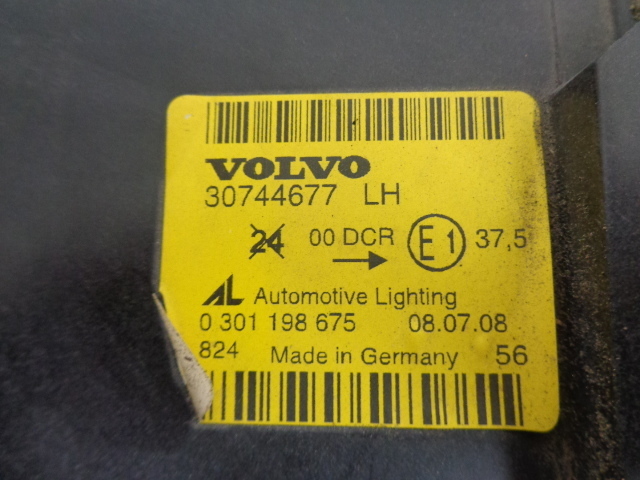 VOLVO
30744677 LH
24 00 DCR → E1 37,5
AL Automotive Lighting
0 301 198 675 08.07.08
824 Made in Germany 56